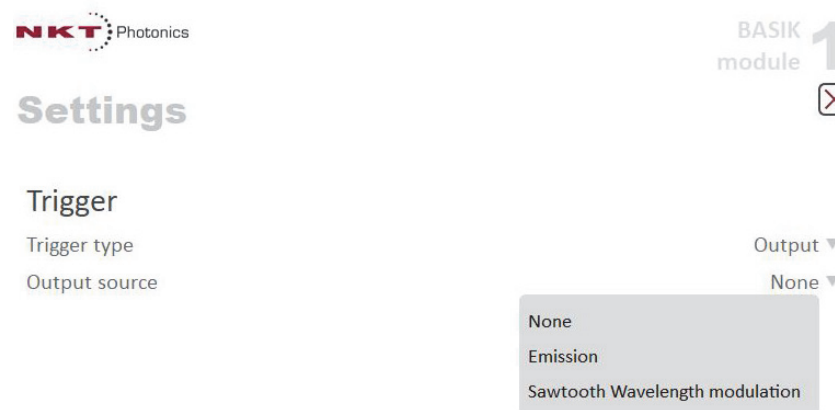 NKT Photonics
BASIK 1
module
Settings
Trigger
Trigger type Output
Output source None
None
Emission
Sawtooth Wavelength modulation